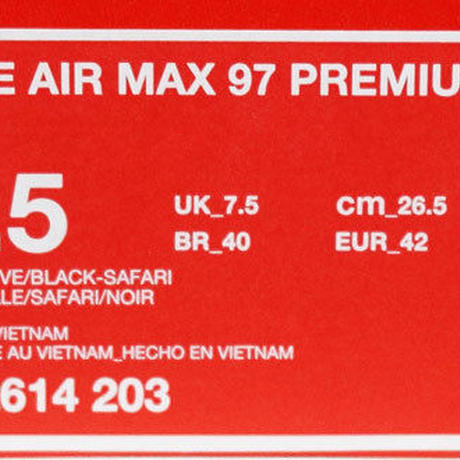 E AIR MAX 97 PREMIU
.5 UK_7.5 cm_26.5
BR_40 EUR_42
VE/BLACK-SAFARI
LE/SAFARI/NOIR
VIETNAM
E AU VIETNAM_HECHO EN VIETNAM
614 203